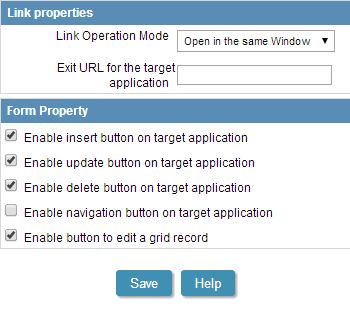 Link properties
Link Operation Mode
Open in the same Window
Exit URL for the target
application
Form Property
Enable insert button on target application
Enable update button on target application
Enable delete button on target application
Enable navigation button on target application
Enable button to edit a grid record
Save Help